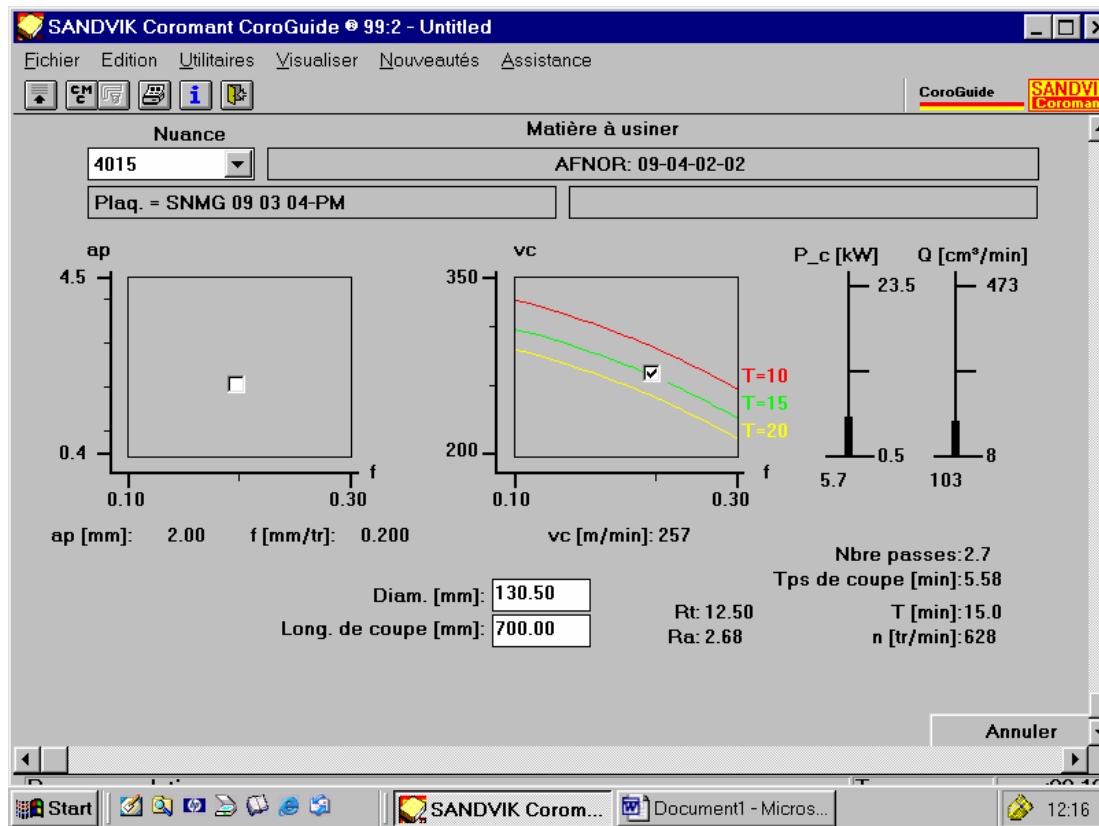 SANDVIK Coromant CoroGuide ® 99:2 - Untitled
Fichier Edition Utilitaires Visualiser Nouveautés Assistance
CMC
i
CoroGuide
SANDVI
Coroman
Nuance
Matière à usiner
4015
AFNOR: 09-04-02-02
Plaq. = SNMG 09 03 04-PM
ap
4.5
0.4
0.10
0.30
f
vc
350
200
T=10
T=15
T=20
0.10
0.30
f
P_c [kW]
23.5
0.5
5.7
Q [cm³/min]
473
8
103
ap [mm]: 2.00 f [mm/tr]: 0.200 vc [m/min]: 257
Nbre passes:2.7
Tps de coupe [min]:5.58
Diam. [mm]: 130.50
Rt: 12.50 T [min]:15.0
Long. de coupe [mm]: 700.00
Ra: 2.68 n [tr/min]:628
Annuler
Start
SANDVIK Corom...
Document1 - Micros...
12:16